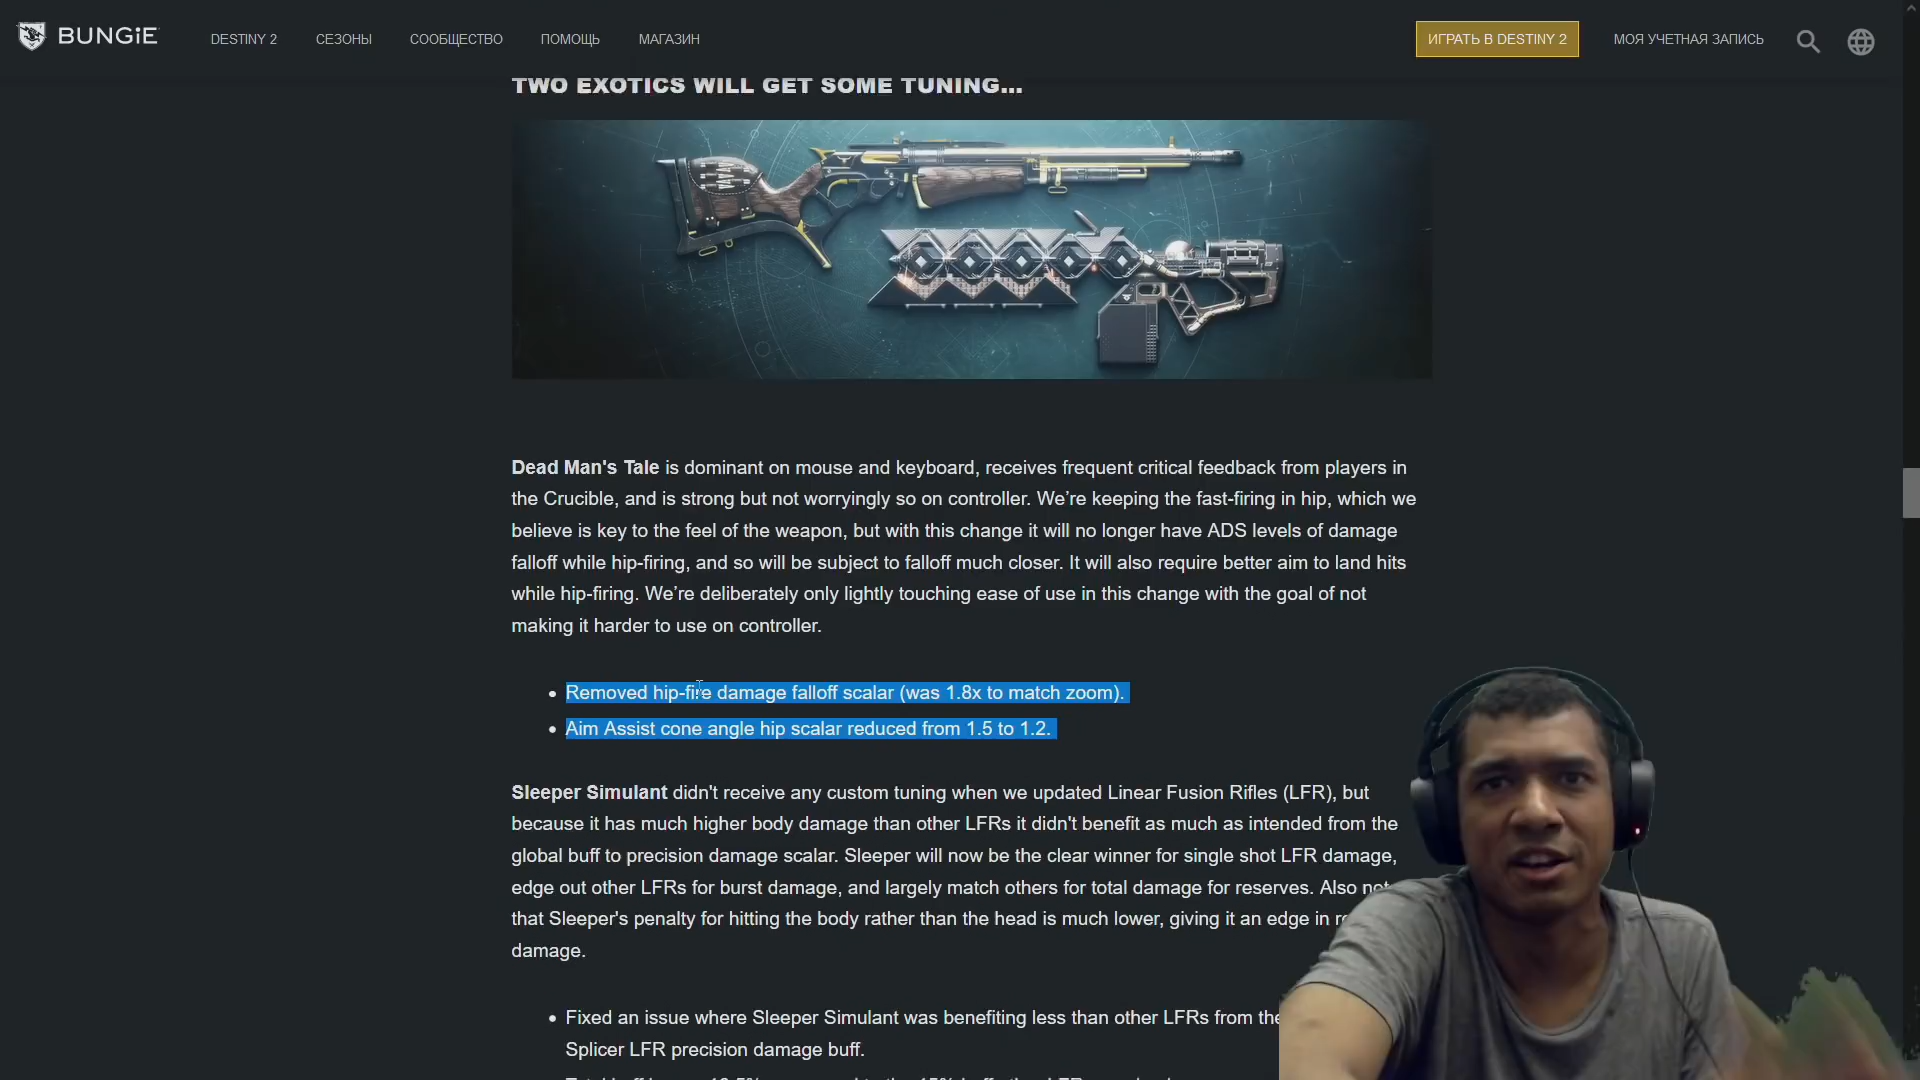 BUNGiE
DESTINY 2
СЕЗОНЫ
СООБЩЕСТВО
ПОМОЩЬ
МАГАЗИН
ИГРАТЬ В DESTINY 2
МОЯ УЧЕТНАЯ ЗАПИСЬ
TWO EXOTICS WILL GET SOME TUNING...
Dead Man's Tale is dominant on mouse and keyboard, receives frequent critical feedback from players in
the Crucible, and is strong but not worryingly so on controller. We’re keeping the fast-firing in hip, which we
believe is key to the feel of the weapon, but with this change it will no longer have ADS levels of damage
falloff while hip-firing, and so will be subject to falloff much closer. It will also require better aim to land hits
while hip-firing. We’re deliberately only lightly touching ease of use in this change with the goal of not
making it harder to use on controller.
• Removed hip-fire damage falloff scalar (was 1.8x to match zoom).
• Aim Assist cone angle hip scalar reduced from 1.5 to 1.2.
Sleeper Simulant didn't receive any custom tuning when we updated Linear Fusion Rifles (LFR), but
because it has much higher body damage than other LFRs it didn't benefit as much as intended from the
global buff to precision damage scalar. Sleeper will now be the clear winner for single shot LFR damage,
edge out other LFRs for burst damage, and largely match others for total damage for reserves. Also
that Sleeper's penalty for hitting the body rather than the head is much lower, giving it an edge in
damage.
• Fixed an issue where Sleeper Simulant was benefiting less than other LFRs from the
Splicer LFR precision damage buff.